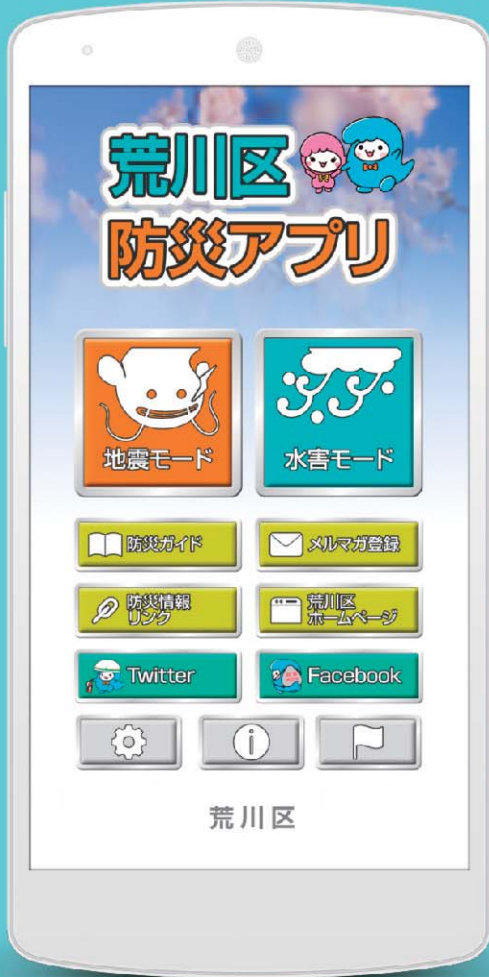 荒川区
防災アプリ
地震モード
水害モード
防災ガイド
メルマガ登録
防災情報
リンク
荒川区
ホームページ
Twitter
Facebook
i
荒川区